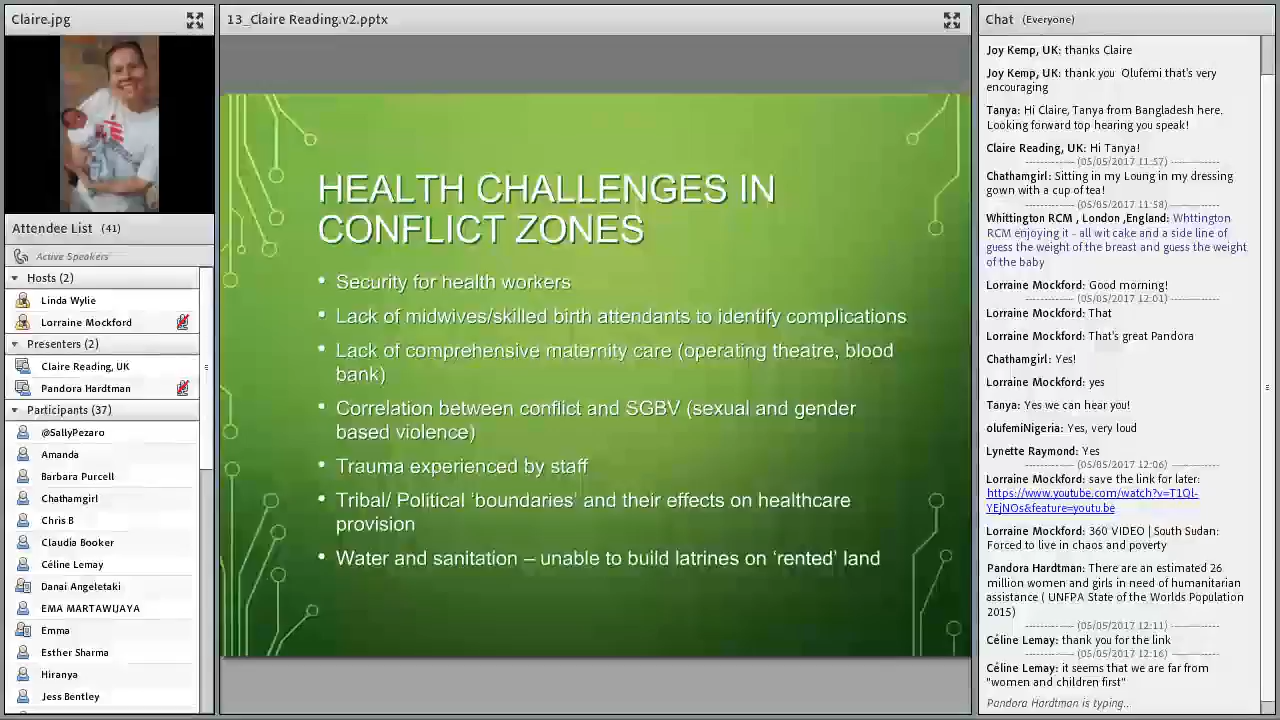 Claire.jpg
Attendee List (41)
Active Speakers
Hosts (2)
Linda Wylie
Lorraine Mockford
Presenters (2)
Claire Reading, UK
Pandora Hardtman
Participants (37)
@SallyPezaro
Amanda
Barbara Purcell
Chathamgirl
Chris B
Claudia Booker
Céline Lemay
Danai Angeletaki
EMA MARTAWIJAYA
Emma
Esther Sharma
Hiranya
Jess Bentley
13_Claire Reading.v2.pptx
HEALTH CHALLENGES IN
CONFLICT ZONES
• Security for health workers
• Lack of midwives/skilled birth attendants to identify complications
• Lack of comprehensive maternity care (operating theatre, blood
bank)
• Correlation between conflict and SGBV (sexual and gender
based violence)
• Trauma experienced by staff
• Tribal/ Political ‘boundaries’ and their effects on healthcare
provision
• Water and sanitation – unable to build latrines on ‘rented’ land
Chat (Everyone)
Joy Kemp, UK: thanks Claire
Joy Kemp, UK: thank you Olufemi that's very
encouraging
Tanya: Hi Claire, Tanya from Bangladesh here.
Looking forward top hearing you speak!
Claire Reading, UK: Hi Tanya!
------------ (05/05/2017 11:57) ------------
Chathamgirl: Sitting in my Loung in my dressing
gown with a cup of tea!
------------ (05/05/2017 11:58) ------------
Whittington RCM , London ,England: Whttington
RCM enjoying it - all wit cake and a side line of
guess the weight of the breast and guess the weight
of the baby
Lorraine Mockford: Good morning!
------------ (05/05/2017 12:01) ------------
Lorraine Mockford: That
Lorraine Mockford: That's great Pandora
Chathamgirl: Yes!
Lorraine Mockford: yes
Tanya: Yes we can hear you!
olufemiNigeria: Yes, very loud
Lynette Raymond: Yes
------------ (05/05/2017 12:06) ------------
Lorraine Mockford: save the link for later:
https://www.youtube.com/watch?v=T1Ql-
YEjNOs&feature=youtu.be
Lorraine Mockford: 360 VIDEO | South Sudan:
Forced to live in chaos and poverty
Pandora Hardtman: There are an estimated 26
million women and girls in need of humanitarian
assistance ( UNFPA State of the Worlds Population
2015)
------------ (05/05/2017 12:11) ------------
Céline Lemay: thank you for the link
------------ (05/05/2017 12:16) ------------
Céline Lemay: it seems that we are far from
"women and children first"
Pandora Hardtman is typing..